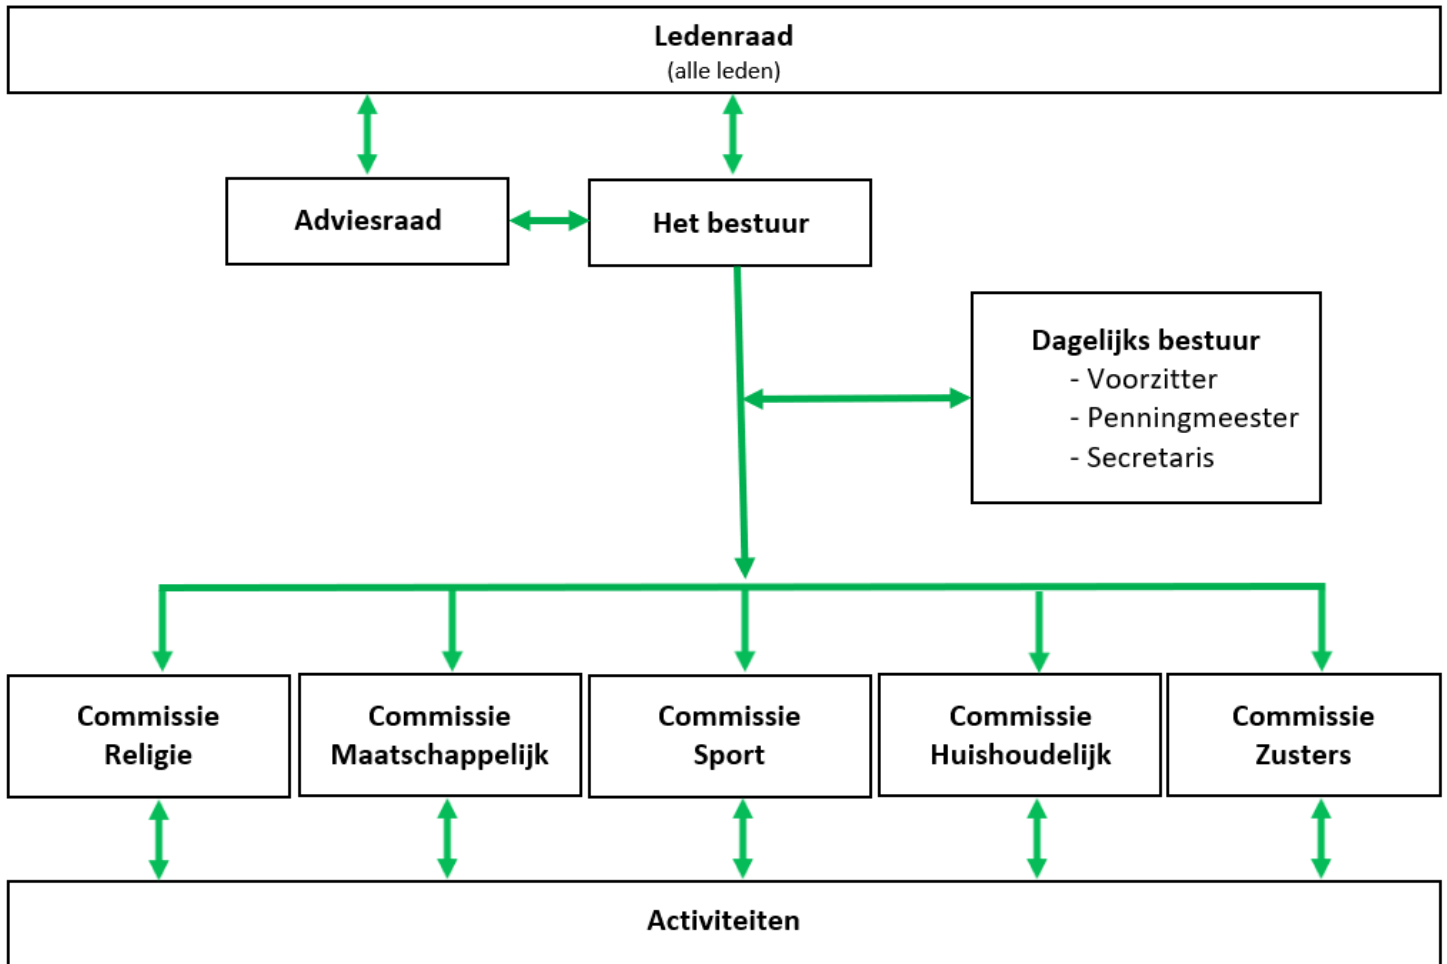 Ledenraad
(alle leden)
Adviesraad
Het bestuur
Dagelijks bestuur
- Voorzitter
- Penningmeester
- Secretaris
Commissie
Religie
Commissie
Maatschappelijk
Commissie
Sport
Commissie
Huishoudelijk
Commissie
Zusters
Activiteiten